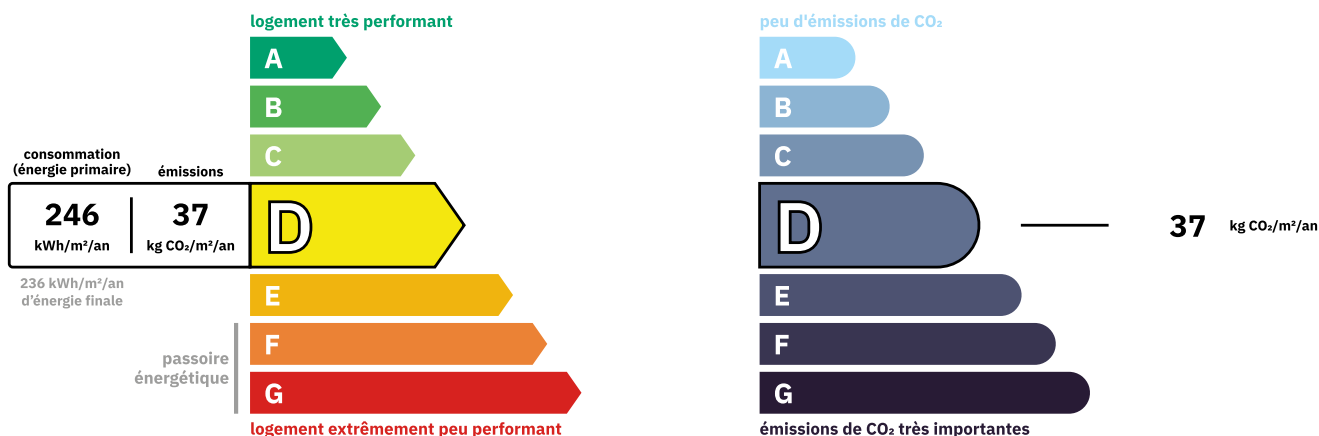 logement très performant
A
B
C
consommation
(énergie primaire)
émissions
246
kWh/m²/an
37
kg CO₂/m²/an
D
236 kWh/m²/an
d'énergie finale
E
F
passoire
énergétique
G
logement extrêmement peu performant
peu d'émissions de CO₂
A
B
C
D
37 kg CO₂/m²/an
E
F
G
émissions de CO₂ très importantes